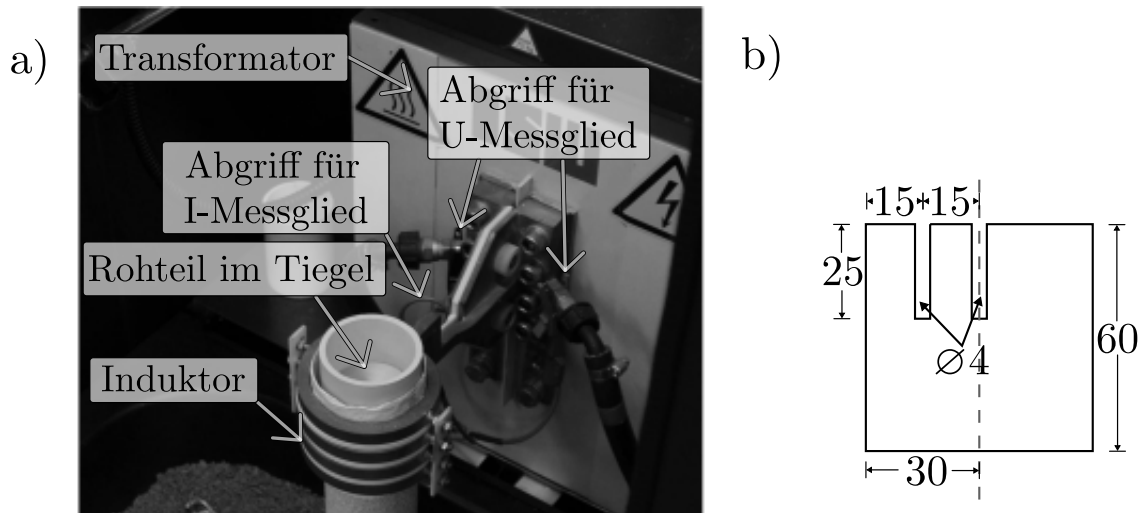 a)
Transformator
Abgriff für
U-Messglied
Abgriff für
I-Messglied
Rohteil im Tiegel
Induktor
b)
15 15
25
60
⌀4
30